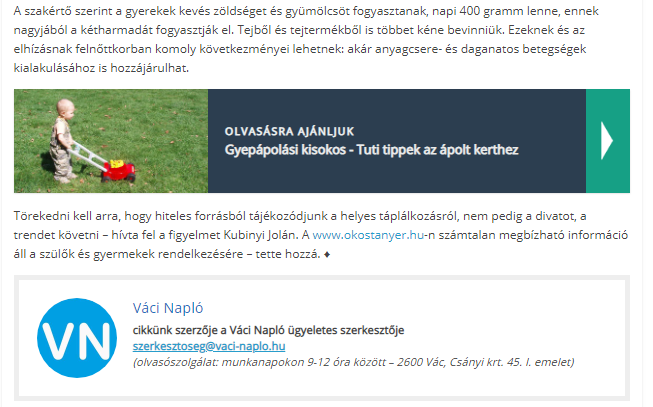 A szakértő szerint a gyerekek kevés zöldséget és gyümölcsöt fogyasztanak, napi 400 gramm lenne, ennek
nagyjából a kétharmadát fogyasztják el. Tejből és tejtermékből is többet kéne bevinniük. Ezeknek és az
elhízásnak felnőttkorban komoly következményei lehetnek: akár anyagcsere- és daganatos betegségek
kialakulásához is hozzájárulhat.
OLVASÁSRA AJÁNLJUK
Gyepápolási kisokos - Tuti tippek az ápolt kerthez
Törekedni kell arra, hogy hiteles forrásból tájékozódjunk a helyes táplálkozásról, nem pedig a divatot, a
trendet követni – hívta fel a figyelmet Kubinyi Jolán. A www.okostanyer.hu-n számtalan megbízható információ
áll a szülők és gyermekek rendelkezésére – tette hozzá. ♦
VN
Váci Napló
cikkünk szerzője a Váci Napló ügyeletes szerkesztője
szerkesztoseg@vaci-naplo.hu
(olvasószolgálat: munkanapokon 9-12 óra között – 2600 Vác, Csányi krt. 45. I. emelet)